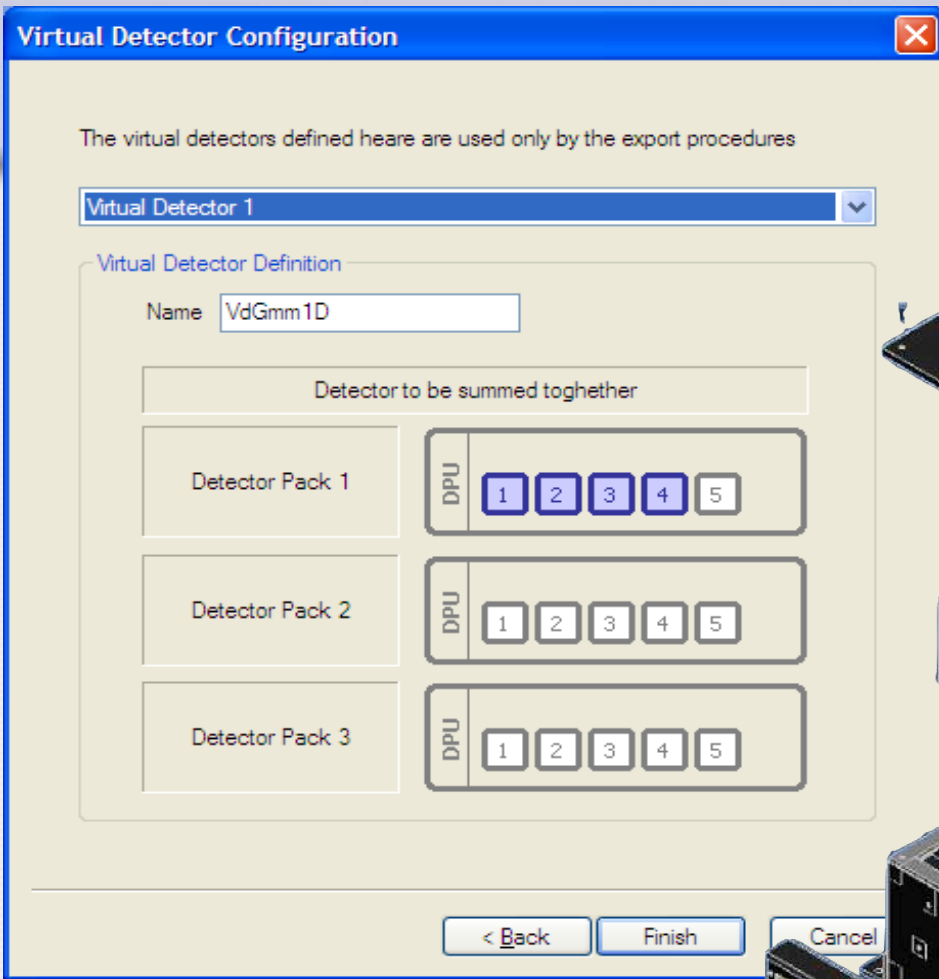 Virtual Detector Configuration
The virtual detectors defined heare are used only by the export procedures
Virtual Detector 1
Virtual Detector Definition
Name VdGmm1D
Detector to be summed toghether
Detector Pack 1 DPU 1 2 3 4 5
Detector Pack 2 DPU 1 2 3 4 5
Detector Pack 3 DPU 1 2 3 4 5
< Back Finish Cancel